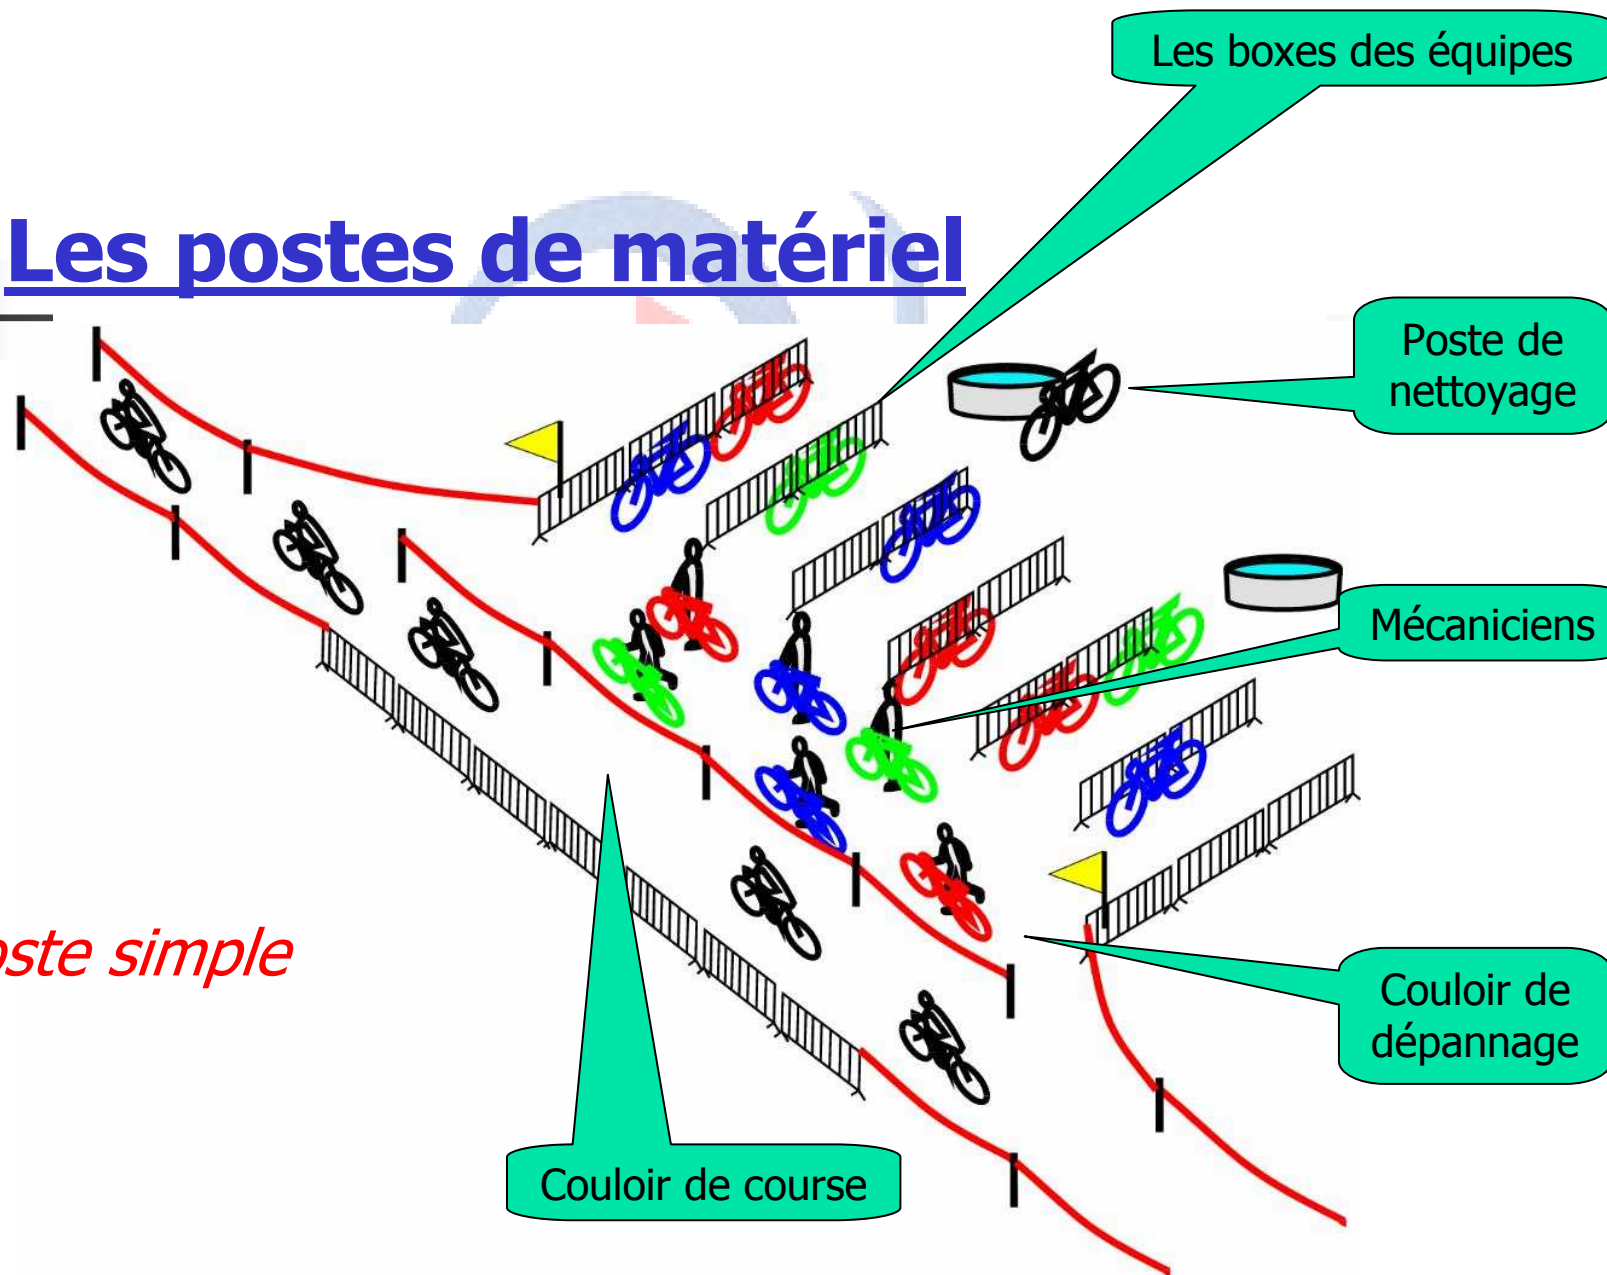 Les boxes des équipes
Les postes de matériel
Poste de
nettoyage
Mécaniciens
simple
Couloir de
dépannage
Couloir de course